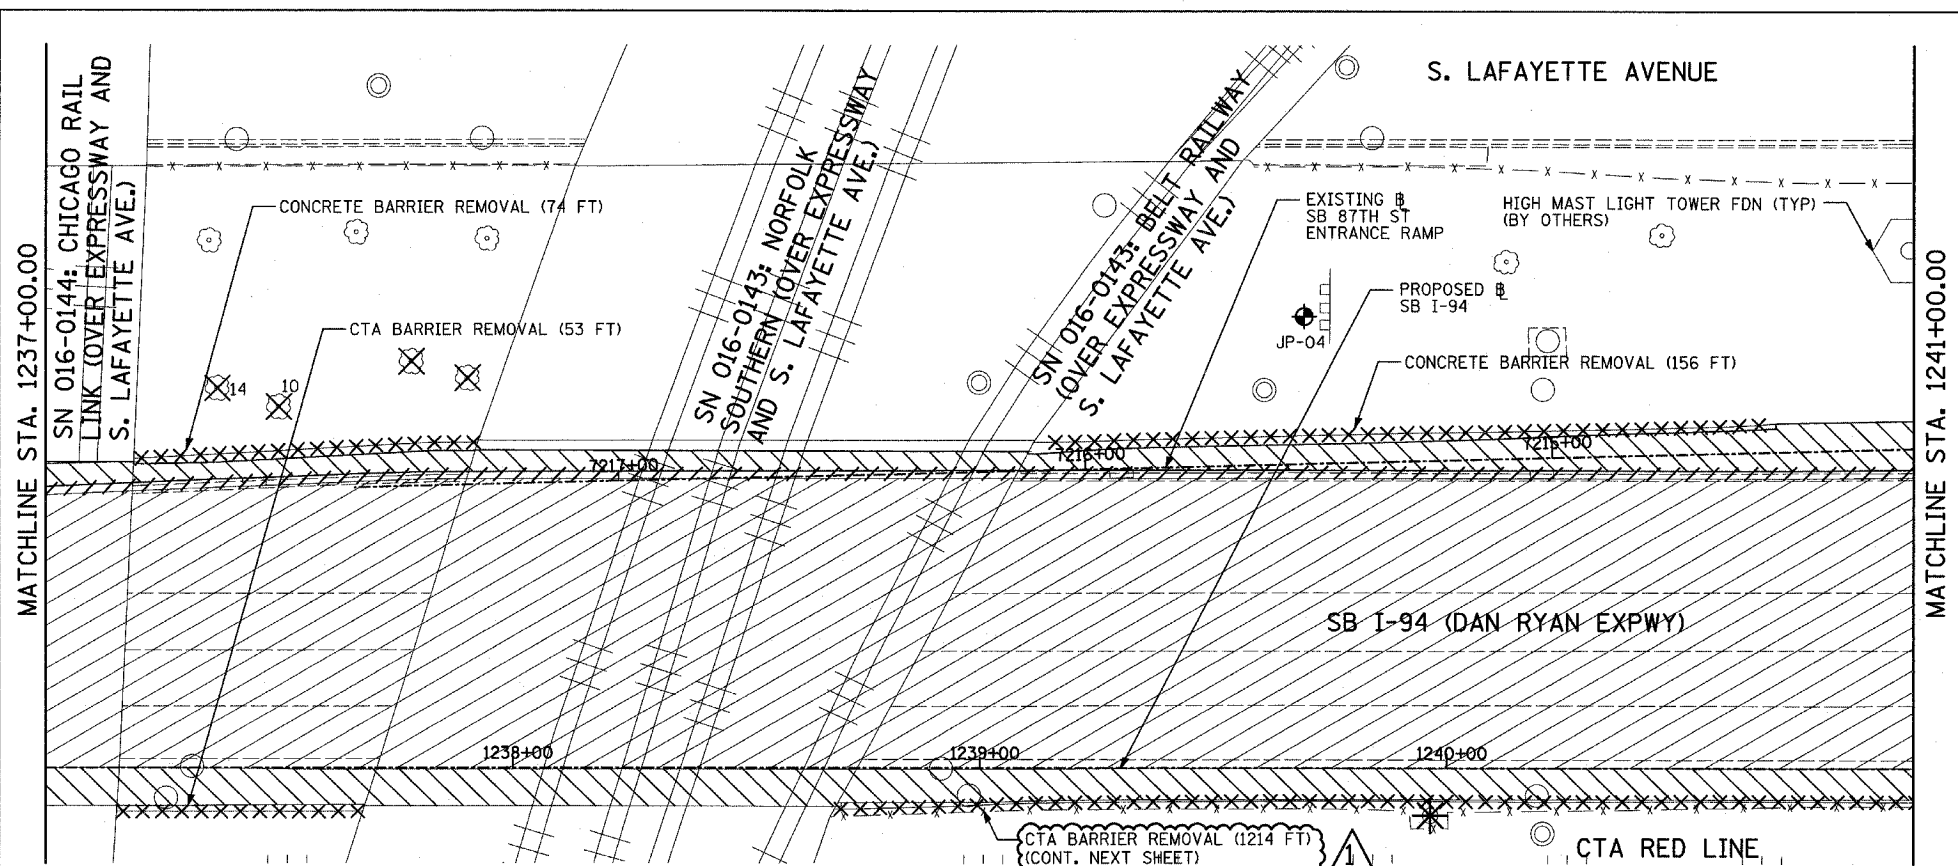 MATCHLINE STA. 1237+00.00
SN 016-0144: CHICAGO RAIL
LINK (OVER EXPRESSWAY AND
S. LAFAYETTE AVE.)
S. LAFAYETTE AVENUE
CONCRETE BARRIER REMOVAL (74 FT)
CTA BARRIER REMOVAL (53 FT)
14
10
SN 016-0143: NORFOLK
SOUTHERN (OVER EXPRESSWAY
AND S. LAFAYETTE AVE.)
SN 016-0143: BELT RAILWAY
(OVER EXPRESSWAY AND
S. LAFAYETTE AVE.)
EXISTING ℄
SB 87TH ST
ENTRANCE RAMP
HIGH MAST LIGHT TOWER FDN (TYP)
(BY OTHERS)
PROPOSED ℄
SB I-94
JP-04
CONCRETE BARRIER REMOVAL (156 FT)
7217+00
7216+00
7215+00
SB I-94 (DAN RYAN EXPWY)
1238+00
1239+00
1240+00
CTA BARRIER REMOVAL (1214 FT)
(CONT. NEXT SHEET)
1
CTA RED LINE
MATCHLINE STA. 1241+00.00